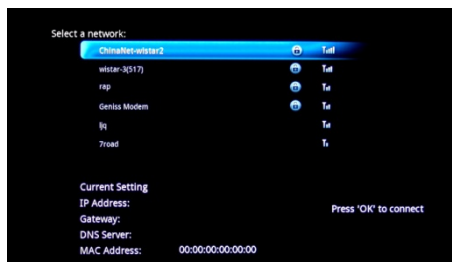 Select a network:
ChinaNet-wistar2
wistar-3(517)
rap
Geniss Modem
ljq
7road
Current Setting
IP Address:
Gateway:
Press 'OK' to connect
DNS Server:
MAC Address: 00:00:00:00:00:00